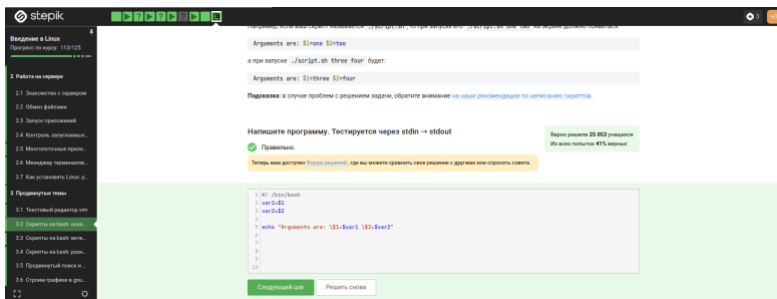 stepik
3
Введение в Linux
Прогресс по курсу: 113/125
2 Работа на сервере
2.1 Знакомство с сервером
2.2 Обмен файлами
2.3 Запуск приложений
2.4 Контроль запускаемых...
2.5 Многопоточные прило...
2.6 Менеджер терминалов...
2.7 Как установить Linux: р...
3 Продвинутые темы
3.1 Текстовый редактор vim
3.2 Скрипты на bash: осно...
3.3 Скрипты на bash: ветв...
3.4 Скрипты на bash: разн...
3.5 Продвинутый поиск и ...
3.6 Строим графики в gnu...
Arguments are: $1=one $2=two
а при запуске ./script.sh three four будет:
Arguments are: $1=three $2=four
Подсказка: в случае проблем с решением задачи, обратите внимание на наши рекомендации по написанию скриптов.
Напишите программу. Тестируется через stdin → stdout
Верно решили 25 853 учащихся
Из всех попыток 41% верных
Правильно.
Теперь вам доступен Форум решений, где вы можете сравнить свое решение с другими или спросить совета.
1 #! /bin/bash
2 var1=$1
3 var2=$2
4
5 echo "Arguments are: \$1=$var1 \$2=$var2"
6
7
8
9
10
Следующий шаг
Решить снова